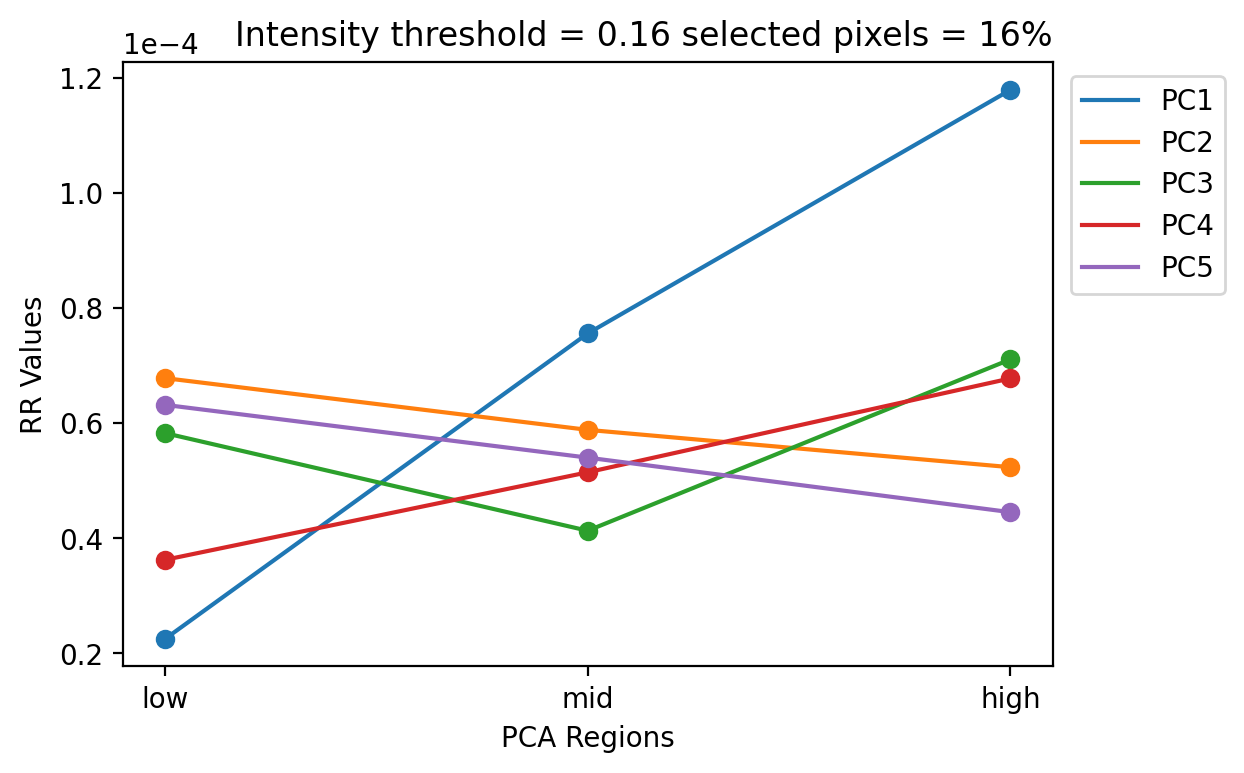 1e−4
Intensity threshold = 0.16 selected pixels = 16%
1.2
1.0
0.8
0.6
0.4
0.2
RR Values
low mid high
PCA Regions
PC1
PC2
PC3
PC4
PC5